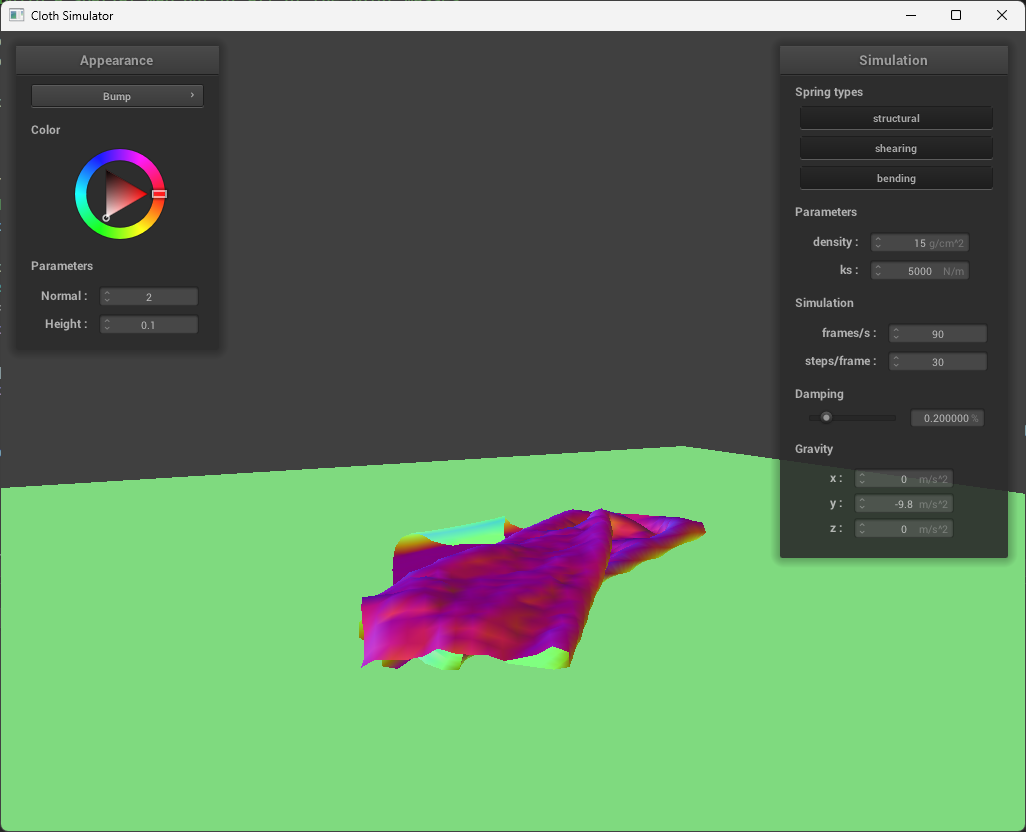 Cloth Simulator
Appearance
Bump
Color
Parameters
Normal : 2
Height : 0.1
Simulation
Spring types
structural
shearing
bending
Parameters
density : 15 g/cm^2
ks : 5000 N/m
Simulation
frames/s : 90
steps/frame : 30
Damping
0.200000 %
Gravity
x : 0 m/s^2
y : -9.8 m/s^2
z : 0 m/s^2